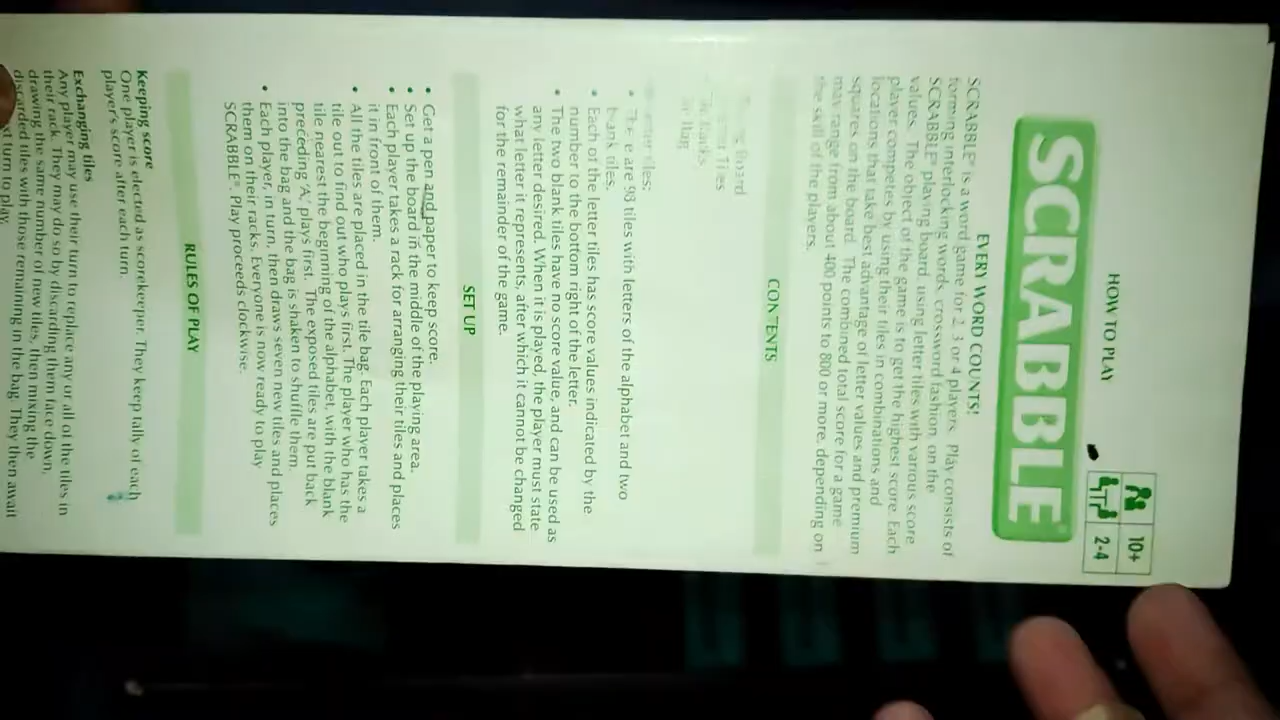 HOW TO PLAY
10+
2-4
SCRABBLE
EVERY WORD COUNTS!
SCRABBLE® is a word game for 2, 3 or 4 players. Play consists of
forming interlocking words, crossword fashion, on the
SCRABBLE® playing board, using letter tiles with various score
values. The object of the game is to get the highest score. Each
player competes by using their tiles in combinations and
locations that take best advantage of letter values and premium
squares on the board. The combined total score for a game
may range from about 400 points to 800 or more, depending on
the skill of the players.
CONTENTS
Board
Tiles
Racks
Bag
tiles:
• There are 98 tiles with letters of the alphabet and two
blank tiles.
• Each of the letter tiles has score values indicated by the
number to the bottom right of the letter.
• The two blank tiles have no score value, and can be used as
any letter desired. When it is played, the player must state
what letter it represents, after which it cannot be changed
for the remainder of the game.
SET UP
• Get a pen and paper to keep score.
• Set up the board in the middle of the playing area.
• Each player takes a rack for arranging their tiles and places
it in front of them.
• All the tiles are placed in the tile bag. Each player takes a
tile out to find out who plays first. The player who has the
tile nearest the beginning of the alphabet, with the blank
preceding 'A', plays first. The exposed tiles are put back
into the bag and the bag is shaken to shuffle them.
• Each player, in turn, then draws seven new tiles and places
them on their racks. Everyone is now ready to play
SCRABBLE®. Play proceeds clockwise.
RULES OF PLAY
Keeping score
One player is elected as scorekeeper. They keep tally of each
player's score after each turn.
Exchanging tiles
Any player may use their turn to replace any or all of the tiles in
their rack. They may do so by discarding them face down,
drawing the same number of new tiles, then mixing the
discarded tiles with those remaining in the bag. They then await
turn to play.